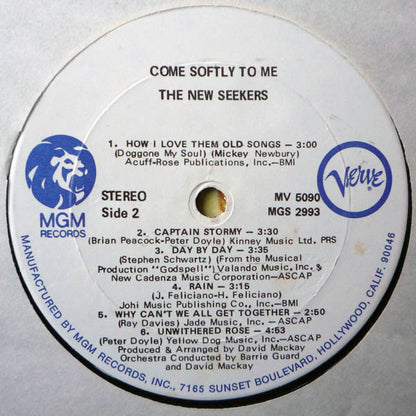 COME SOFTLY TO ME
THE NEW SEEKERS
1. HOW I LOVE THEM OLD SONGS — 3:00
(Doggone My Soul) (Mickey Newbury)
Acuff-Rose Publications, Inc.—BMI
STEREO
Side 2
MV 5090
MGS 2993
MGM
RECORDS
Verve
2. CAPTAIN STORMY — 3:30
(Brian Peacock-Peter Doyle) Kinney Music Ltd. PRS
3. DAY BY DAY — 3:35
(Stephen Schwartz) (From the Musical
Production "Godspell") Valando Music, Inc. &
New Cadenza Music Corporation—ASCAP
4. RAIN — 3:15
(J. Feliciano-H. Feliciano)
Johi Music Publishing Co., Inc.—BMI
5. WHY CAN'T WE ALL GET TOGETHER — 2:50
(Ray Davies) Jade Music, Inc.—ASCAP
6. UNWITHERED ROSE — 4:53
(Peter Doyle) Yellow Dog Music, Inc.—ASCAP
Produced & Arranged by David Mackay
Orchestra Conducted by Barrie Guard
and David Mackay
MANUFACTURED BY MGM RECORDS, INC., 7165 SUNSET BOULEVARD, HOLLYWOOD, CALIF. 90046